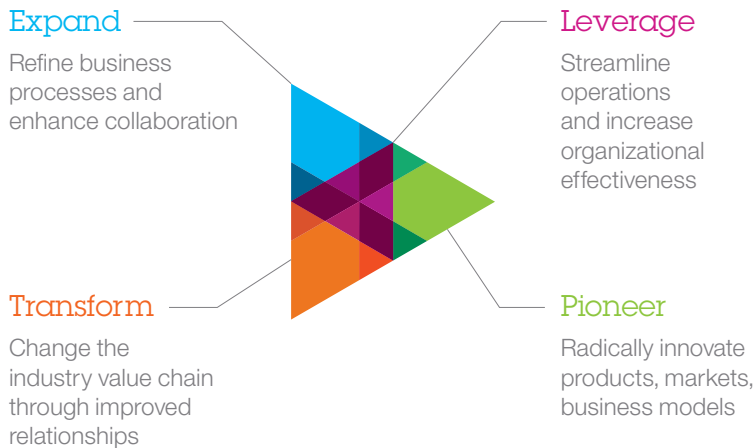 Expand
Refine business
processes and
enhance collaboration
Leverage
Streamline
operations
and increase
organizational
effectiveness
Transform
Change the
industry value chain
through improved
relationships
Pioneer
Radically innovate
products, markets,
business models